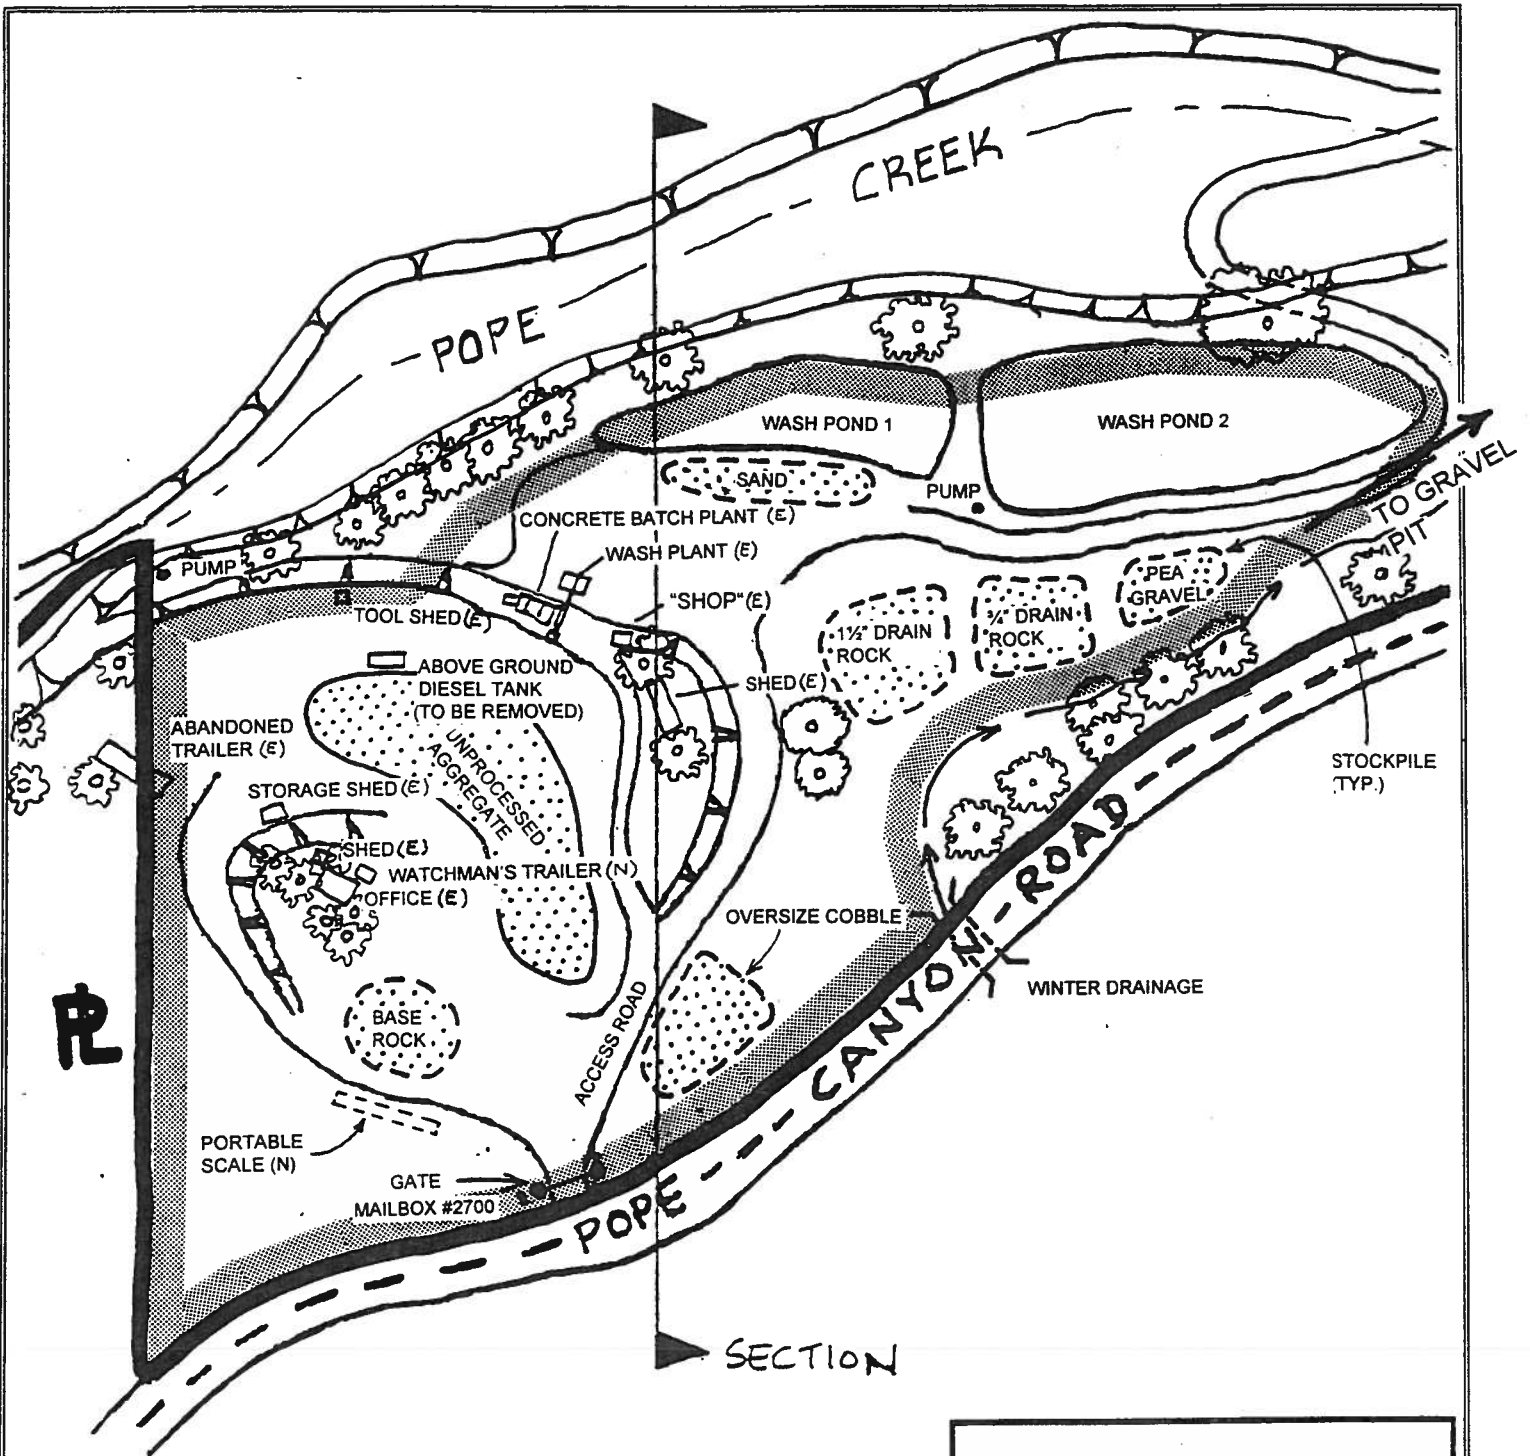 CREEK
POPE
WASH POND 1
WASH POND 2
SAND
PUMP
TO GRAVEL
PIT
CONCRETE BATCH PLANT (E)
WASH PLANT (E)
PUMP
"SHOP"(E)
PEA
GRAVEL
TOOL SHED(E)
1½" DRAIN
ROCK
¾" DRAIN
ROCK
ABOVE GROUND
DIESEL TANK
(TO BE REMOVED)
SHED(E)
ABANDONED
TRAILER (E)
UNPROCESSED
AGGREGATE
STOCKPILE
(TYP.)
STORAGE SHED(E)
SHED(E)
WATCHMAN'S TRAILER(N)
OFFICE(E)
OVERSIZE COBBLE
WINTER DRAINAGE
PL
BASE
ROCK
ACCESS ROAD
PORTABLE
SCALE (N)
GATE
MAILBOX #2700
POPE CANYON ROAD
SECTION